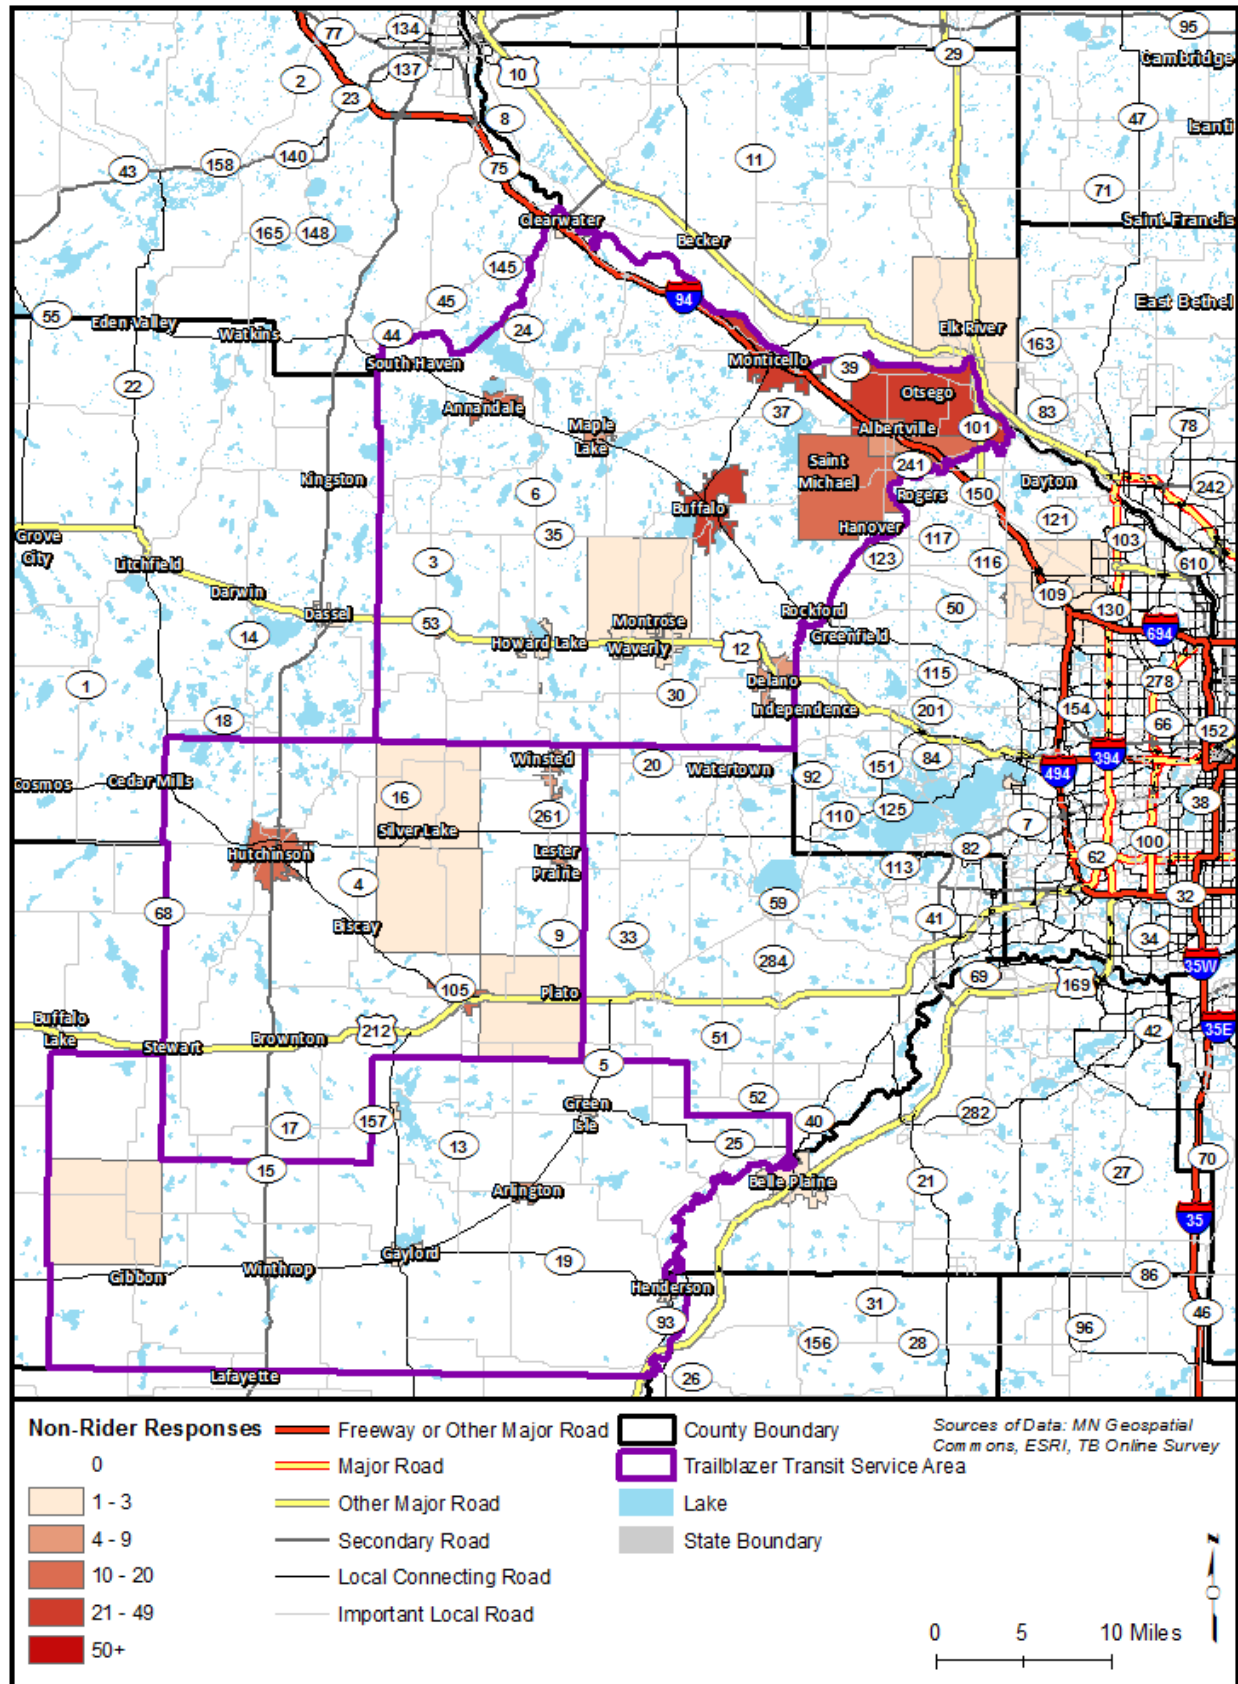 77
134
95
Cambridge
29
137
10
2
23
8
47
Isanti
11
140
158
43
75
71
Saint Francis
Clearwater
165
148
Becker
145
94
45
East Bethel
55
Eden Valley
Watkins
44
24
Elk River
163
South Haven
Monticello
39
22
Otsego
Annandale
37
83
Maple
Lake
Albertville
101
78
Saint
Michael
241
Kingston
6
Rogers
150
Dayton
242
Buffalo
121
Hanover
Grove
City
35
117
103
3
123
116
610
Litchfield
Darwin
109
Dassel
Rockford
50
130
53
Montrose
14
Greenfield
694
Howard Lake
Waverly
12
115
278
1
Delano
30
Independence
201
154
66
18
152
Winsted
84
394
20
Watertown
151
494
Cosmos
Cedar Mills
92
16
125
38
261
110
7
Silver Lake
100
82
Hutchinson
Lester
Prairie
62
113
4
32
59
68
41
Biscay
9
33
34
284
35W
69
105
Plato
169
Buffalo
Lake
212
35E
Brownton
51
42
Stewart
5
52
Green
Isle
282
157
40
17
13
25
70
15
27
Belle Plaine
21
Arlington
35
Gaylord
19
Winthrop
Gibbon
86
Henderson
31
46
93
96
156
28
Lafayette
26
Non-Rider Responses
0
1 - 3
4 - 9
10 - 20
21 - 49
50+
Freeway or Other Major Road
Major Road
Other Major Road
Secondary Road
Local Connecting Road
Important Local Road
County Boundary
Trailblazer Transit Service Area
Lake
State Boundary
Sources of Data: MN Geospatial
Commons, ESRI, TB Online Survey
N
0 5 10 Miles